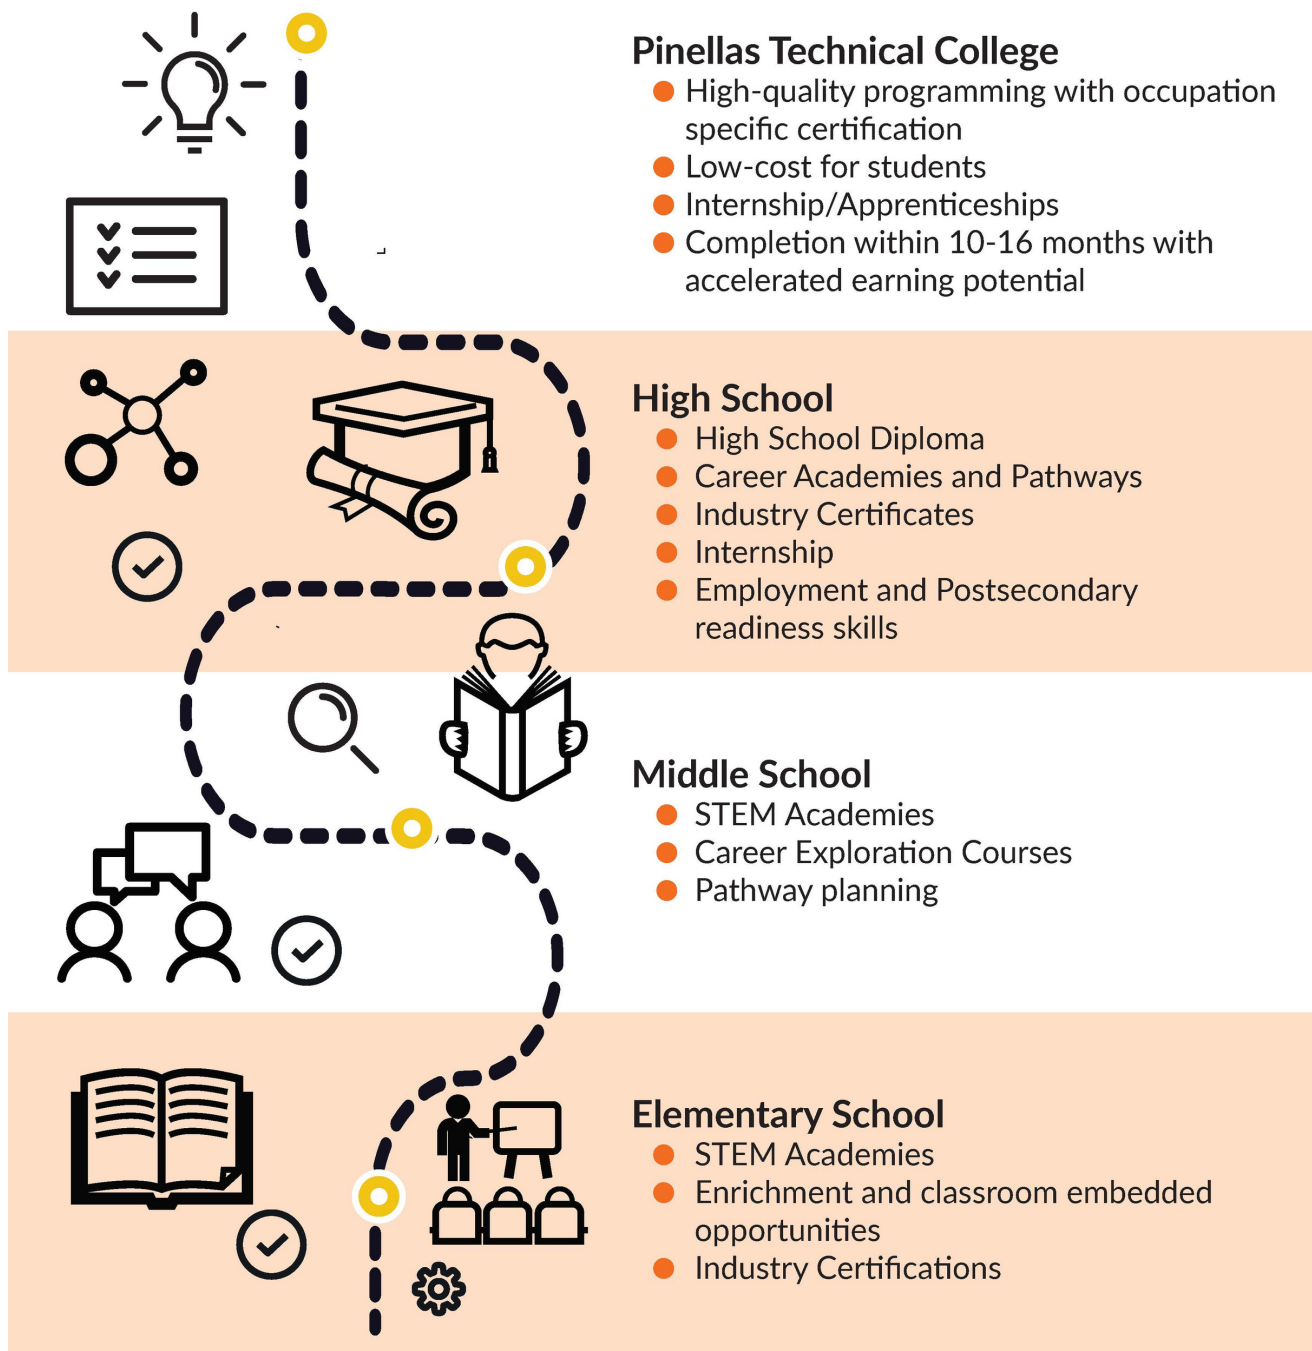 Pinellas Technical College
High-quality programming with occupation
specific certification
Low-cost for students
Internship/Apprenticeships
Completion within 10-16 months with
accelerated earning potential
High School
High School Diploma
Career Academies and Pathways
Industry Certificates
Internship
Employment and Postsecondary
readiness skills
Middle School
STEM Academies
Career Exploration Courses
Pathway planning
Elementary School
STEM Academies
Enrichment and classroom embedded
opportunities
Industry Certifications